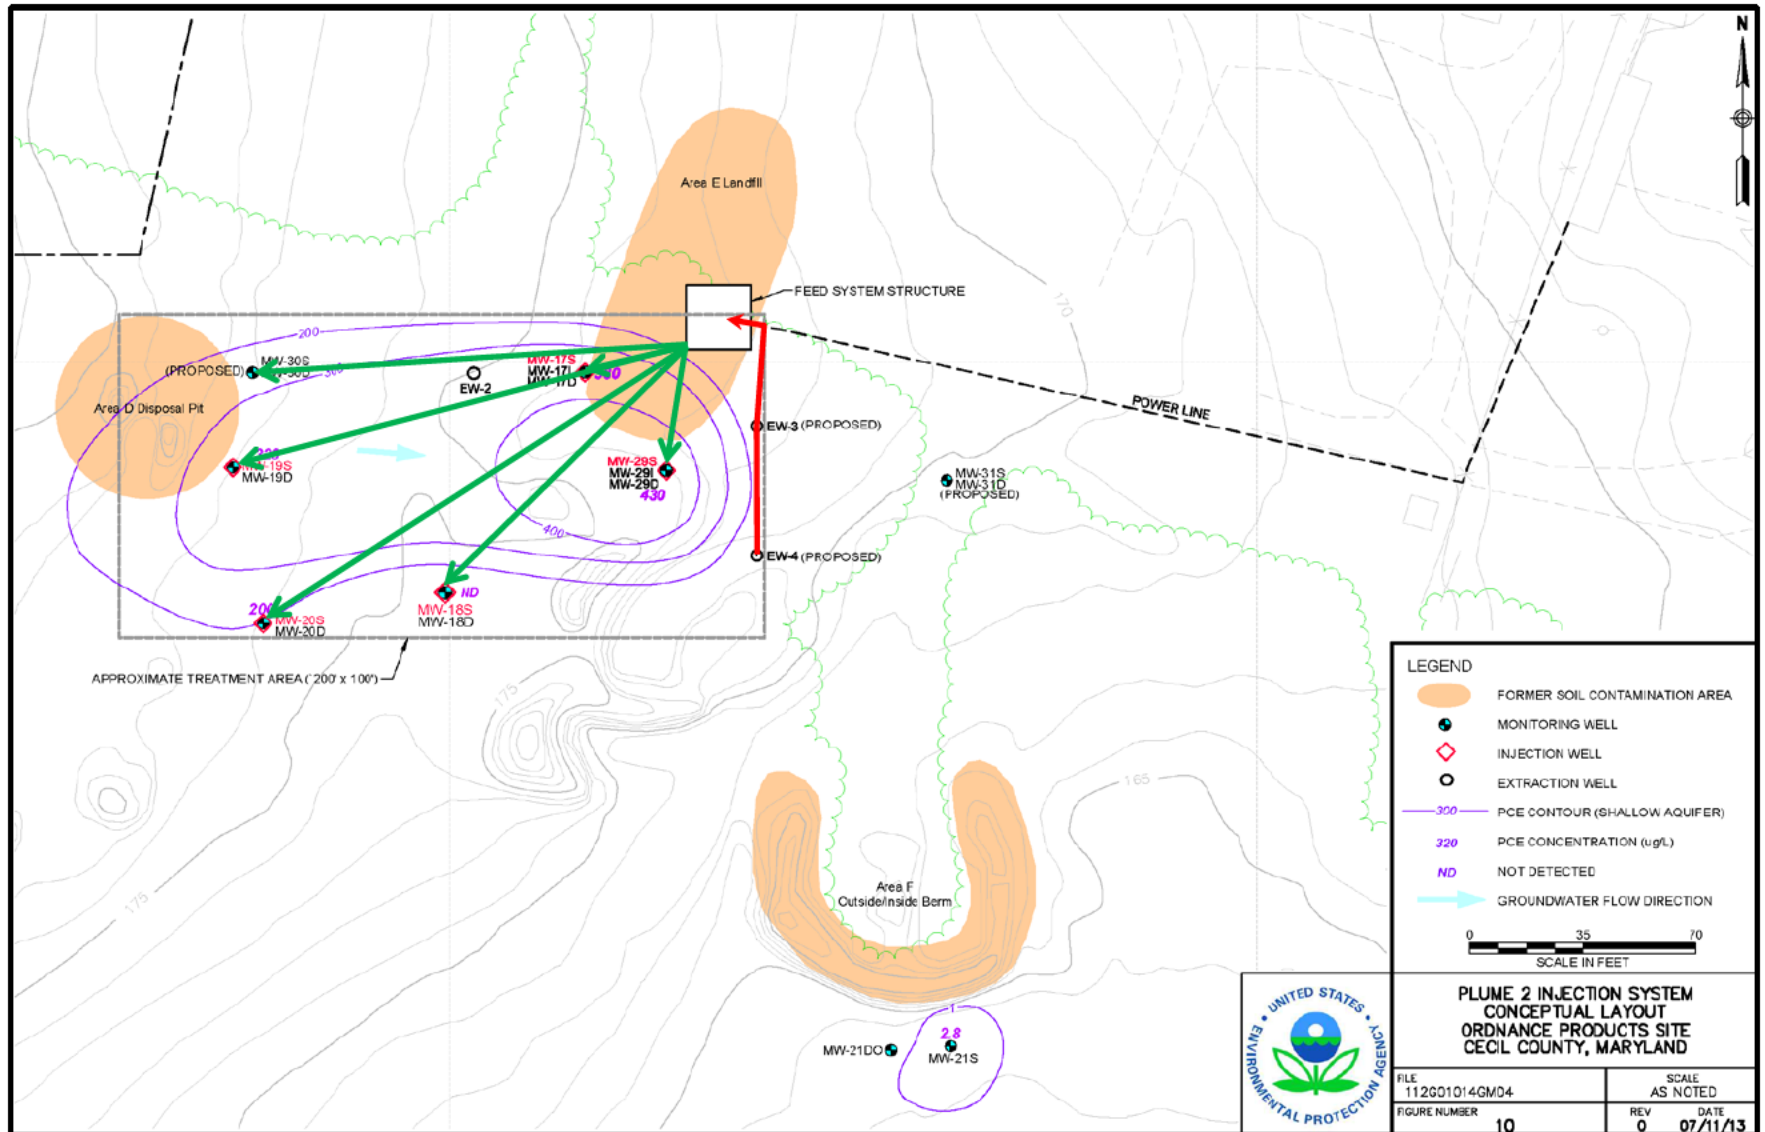 N
Area E Landfill
FEED SYSTEM STRUCTURE
170
200
MW-30S
(PROPOSED)
300
EW-2
MW-17S
MW-17I
MW-17D
Area D Disposal Pit
POWER LINE
EW-3 (PROPOSED)
MW-19S
MW-19D
MW-29S
MW-29I
MW-29D
430
MW-31S
MW-31D
(PROPOSED)
400
EW-4 (PROPOSED)
ND
MW-18S
MW-18D
200
MW-20S
MW-20D
APPROXIMATE TREATMENT AREA (~200' x 100')
175
175
165
Area F
Outside/Inside Berm
1
2.8
MW-21DO
MW-21S
LEGEND
FORMER SOIL CONTAMINATION AREA
MONITORING WELL
INJECTION WELL
EXTRACTION WELL
300 PCE CONTOUR (SHALLOW AQUIFER)
320 PCE CONCENTRATION (ug/L)
ND NOT DETECTED
GROUNDWATER FLOW DIRECTION
0 35 70
SCALE IN FEET
UNITED STATES
ENVIRONMENTAL PROTECTION AGENCY
PLUME 2 INJECTION SYSTEM
CONCEPTUAL LAYOUT
ORDNANCE PRODUCTS SITE
CECIL COUNTY, MARYLAND
FILE
112G01014GM04
SCALE
AS NOTED
FIGURE NUMBER
10
REV
0
DATE
07/11/13